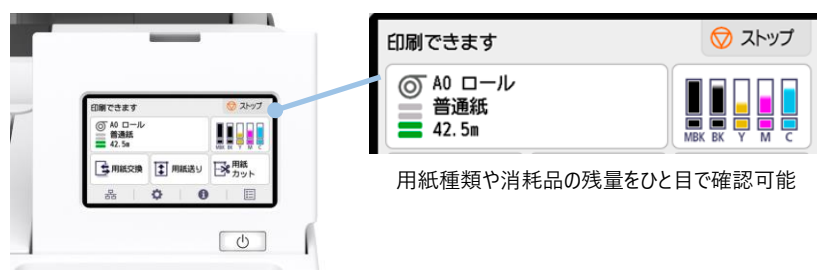 印刷できます
ストップ
A0 ロール
普通紙
42.5m
MBK BK Y M C
用紙交換
用紙送り
用紙
カット
印刷できます
ストップ
A0 ロール
普通紙
42.5m
MBK BK Y M C
用紙種類や消耗品の残量をひと目で確認可能